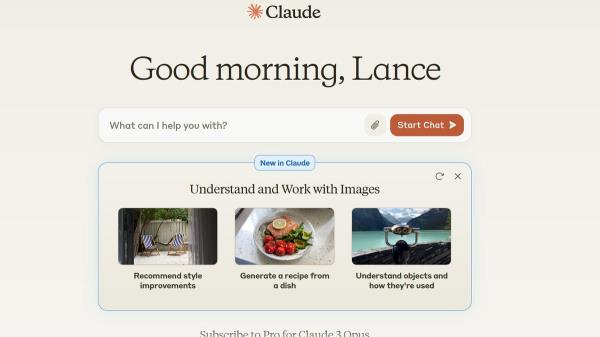 Claude
Good morning, Lance
What can I help you with?
Start Chat
New in Claude
Understand and Work with Images
Recommend style
improvements
Generate a recipe from
a dish
Understand objects and
how they're used
Subscribe to Pro for Claude 3 Opus